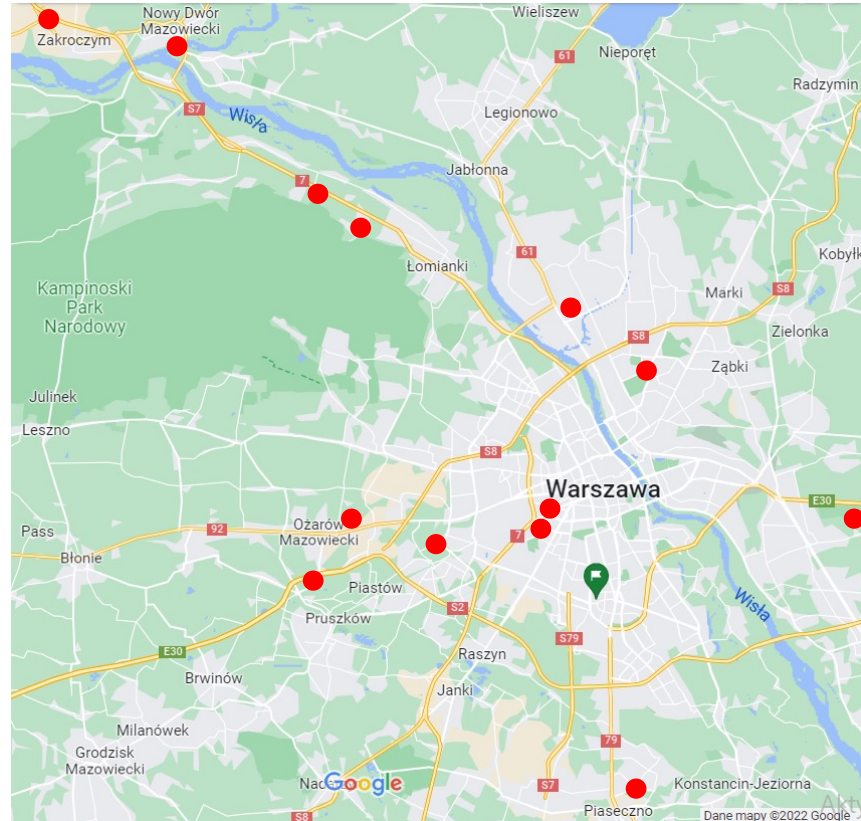 Nowy Dwór
Mazowiecki
Wieliszew
Zakroczym
Nieporęt
61
Radzymin
S7
Wisła
Legionowo
Jabłonna
7
61
Łomianki
Kobyłk
Kampinoski
Park
Narodowy
S8
Marki
S8
Zielonka
Ząbki
Julinek
Leszno
S8
Warszawa
E30
Ożarów
Mazowiecki
92
7
Pass
Błonie
Piastów
S2
Wisła
Pruszków
S79
E30
Raszyn
Brwinów
Janki
Milanówek
79
Grodzisk
Mazowiecki
Google
S7
Konstancin-Jeziorna
S8
Piaseczno
Akty
Dane mapy ©2022 Google